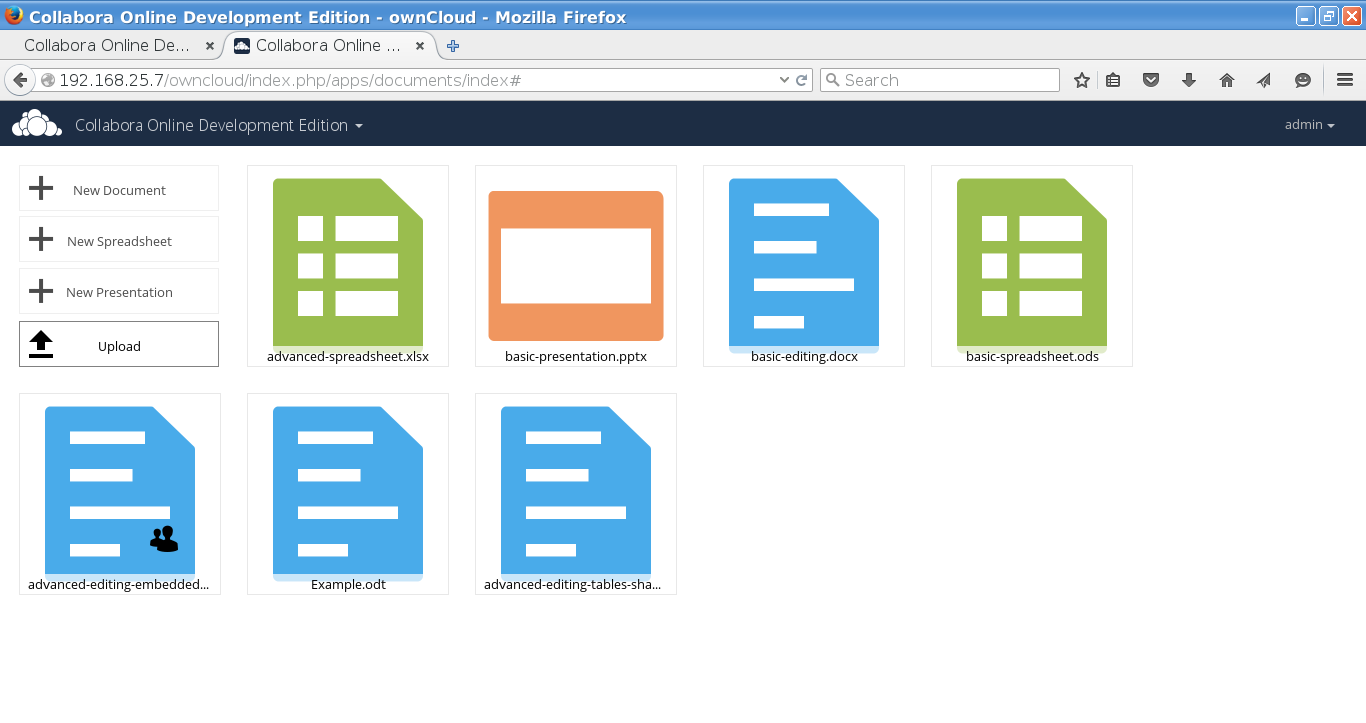 Collabora Online Development Edition - ownCloud - Mozilla Firefox
Collabora Online De...
Collabora Online ...
192.168.25.7/owncloud/index.php/apps/documents/index#
Search
Collabora Online Development Edition
admin
New Document
New Spreadsheet
New Presentation
Upload
advanced-spreadsheet.xlsx
basic-presentation.pptx
basic-editing.docx
basic-spreadsheet.ods
advanced-editing-embedded...
Example.odt
advanced-editing-tables-sha...